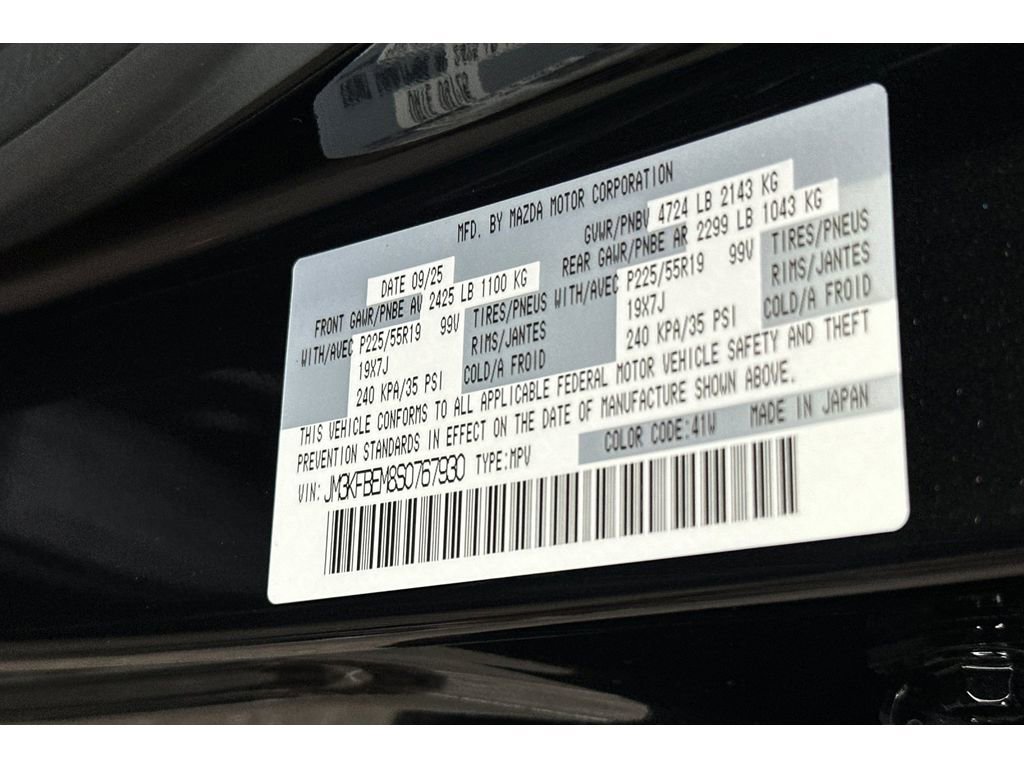 MFD. BY MAZDA MOTOR CORPORATION
DATE 09/25
GVWR/PNBV 4724 LB 2143 KG
FRONT GAWR/PNBE AV 2425 LB 1100 KG
REAR GAWR/PNBE AR 2299 LB 1043 KG
WITH/AVEC P225/55R19 99V TIRES/PNEUS
19X7J RIMS/JANTES
240 KPA/35 PSI COLD/A FROID
WITH/AVEC P225/55R19 99V TIRES/PNEUS
19X7J RIMS/JANTES
240 KPA/35 PSI COLD/A FROID
THIS VEHICLE CONFORMS TO ALL APPLICABLE FEDERAL MOTOR VEHICLE SAFETY AND THEFT
PREVENTION STANDARDS IN EFFECT ON THE DATE OF MANUFACTURE SHOWN ABOVE.
VIN: JM3KFBEM8S0767930 TYPE:MPV
COLOR CODE:41W MADE IN JAPAN